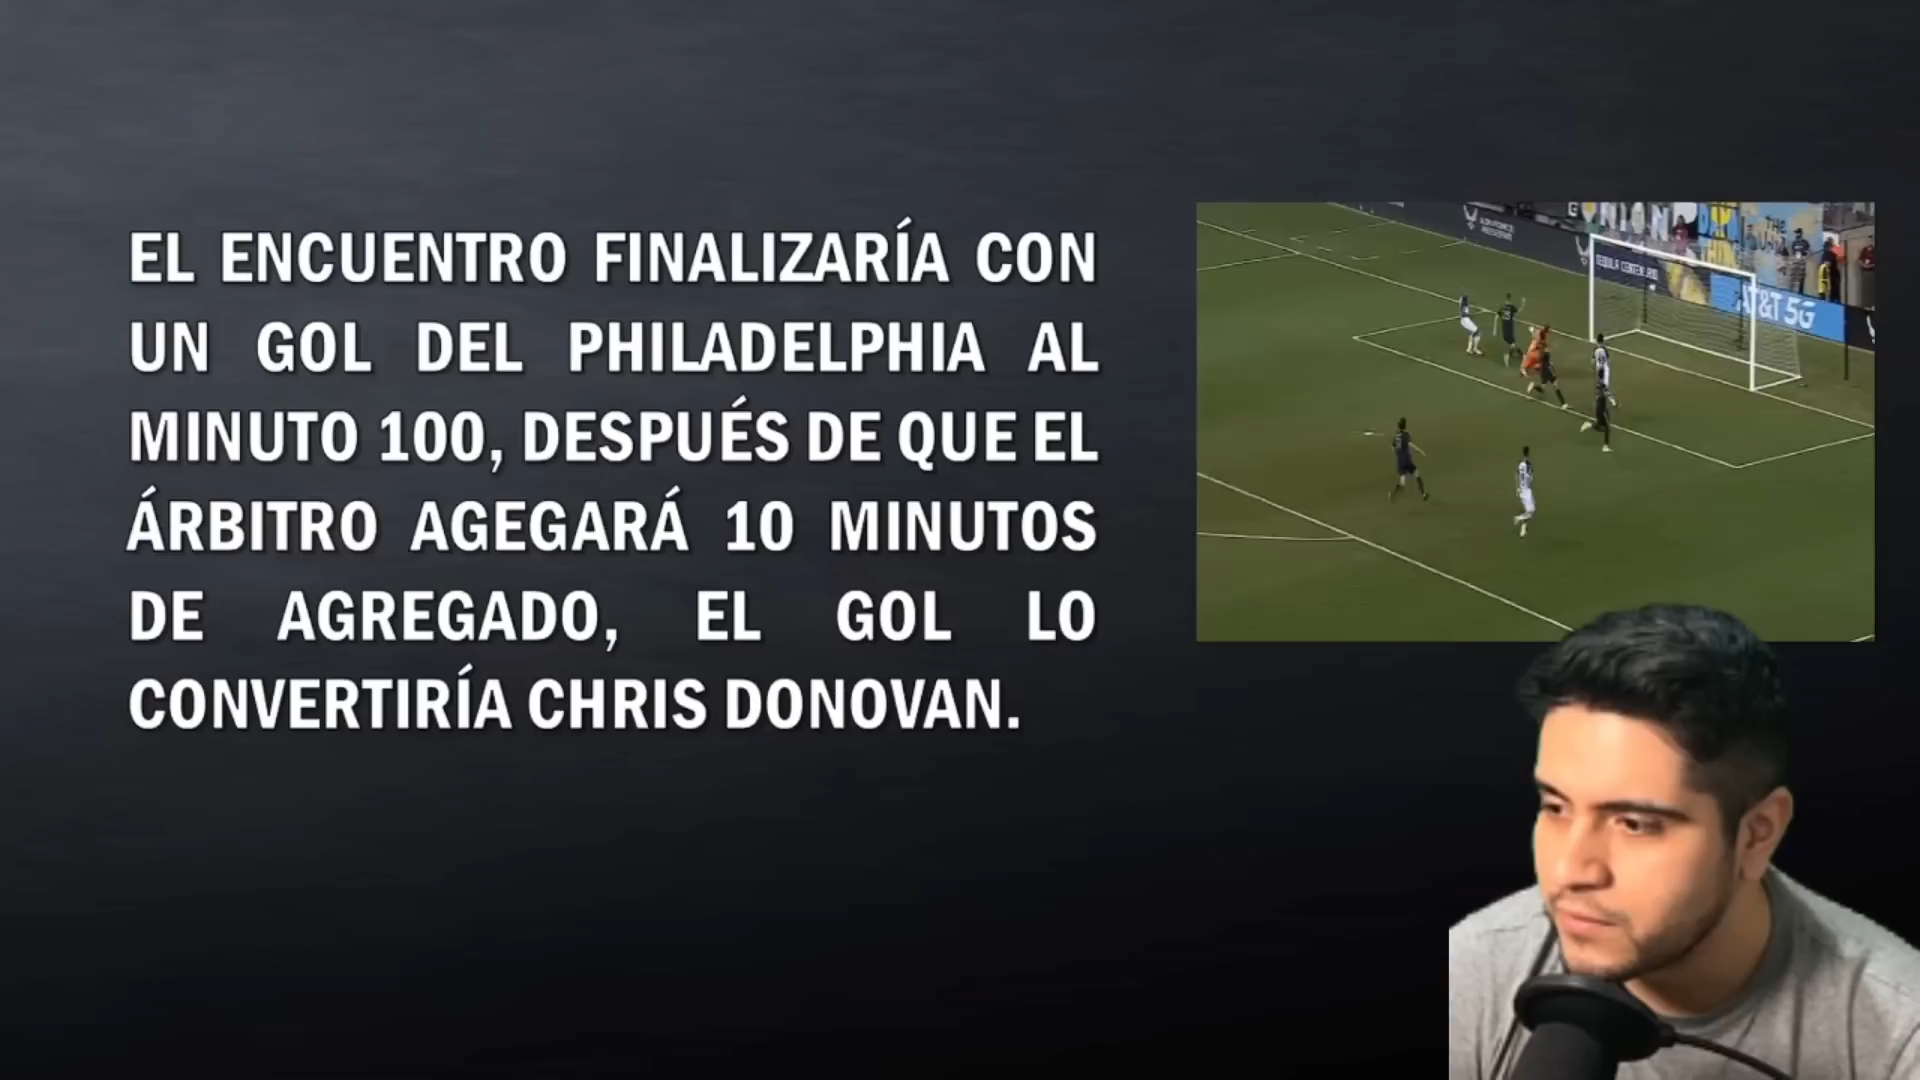 EL ENCUENTRO FINALIZARÍA CON
UN GOL DEL PHILADELPHIA AL
MINUTO 100, DESPUÉS DE QUE EL
ÁRBITRO AGEGARÁ 10 MINUTOS
DE AGREGADO, EL GOL LO
CONVERTIRÍA CHRIS DONOVAN.
UNION
AT&T 5G